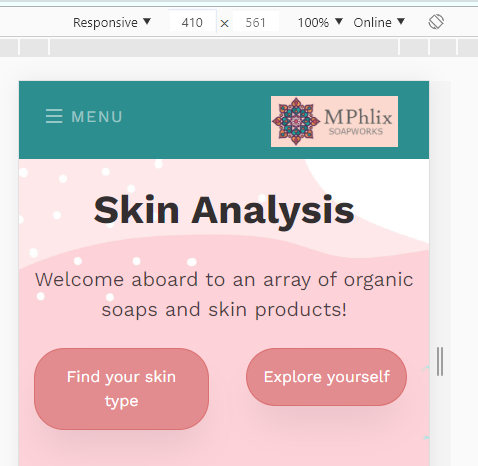 Responsive ▼ 410 x 561 100% ▼ Online ▼
☰ MENU
MPhlix
SOAPWORKS
Skin Analysis
Welcome aboard to an array of organic
soaps and skin products!
Find your skin
type
Explore yourself